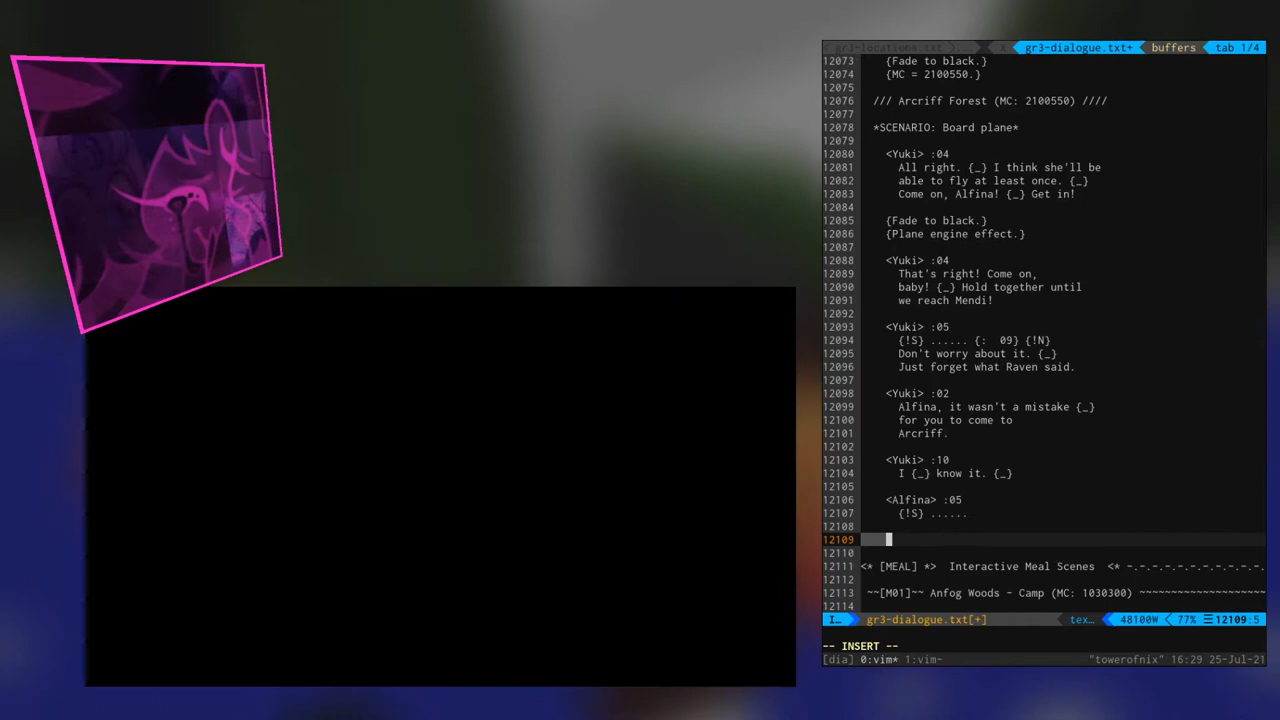 < gr3-locations.txt )... X gr3-dialogue.txt+ buffers tab 1/4
12073 {Fade to black.}
12074 {MC = 2100550.}
12075
12076 /// Arcriff Forest (MC: 2100550) ////
12077
12078 *SCENARIO: Board plane*
12079
12080 <Yuki> :04
12081 All right. {_} I think she'll be
12082 able to fly at least once. {_}
12083 Come on, Alfina! {_} Get in!
12084
12085 {Fade to black.}
12086 {Plane engine effect.}
12087
12088 <Yuki> :04
12089 That's right! Come on,
12090 baby! {_} Hold together until
12091 we reach Mendi!
12092
12093 <Yuki> :05
12094 {!S} ...... {: 09} {!N}
12095 Don't worry about it. {_}
12096 Just forget what Raven said.
12097
12098 <Yuki> :02
12099 Alfina, it wasn't a mistake {_}
12100 for you to come to
12101 Arcriff.
12102
12103 <Yuki> :10
12104 I {_} know it. {_}
12105
12106 <Alfina> :05
12107 {!S} ......
12108
12109
12110
12111 <* [MEAL] *> Interactive Meal Scenes <* -.-.-.-.-.-.-.-.-.-.
12112
12113 ~~[M01]~~ Anfog Woods - Camp (MC: 1030300) ~~~~~~~~~~~~~~~~~~~
12114
I… gr3-dialogue.txt[+] tex… 48100W 77% ☰12109:5
-- INSERT --
[dia] 0:vim* 1:vim- "towerofnix" 16:29 25-Jul-21